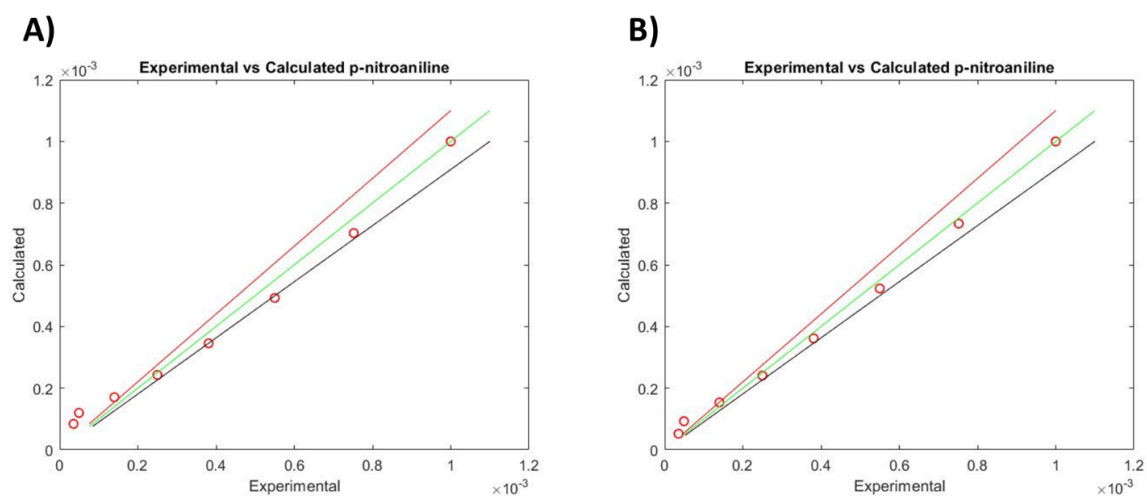 A)
Experimental vs Calculated p-nitroaniline
×10⁻³
1.2
1
0.8
0.6
0.4
0.2
0
Calculated
0 0.2 0.4 0.6 0.8 1 1.2
Experimental
×10⁻³
B)
Experimental vs Calculated p-nitroaniline
×10⁻³
1.2
1
0.8
0.6
0.4
0.2
0
Calculated
0 0.2 0.4 0.6 0.8 1 1.2
Experimental
×10⁻³